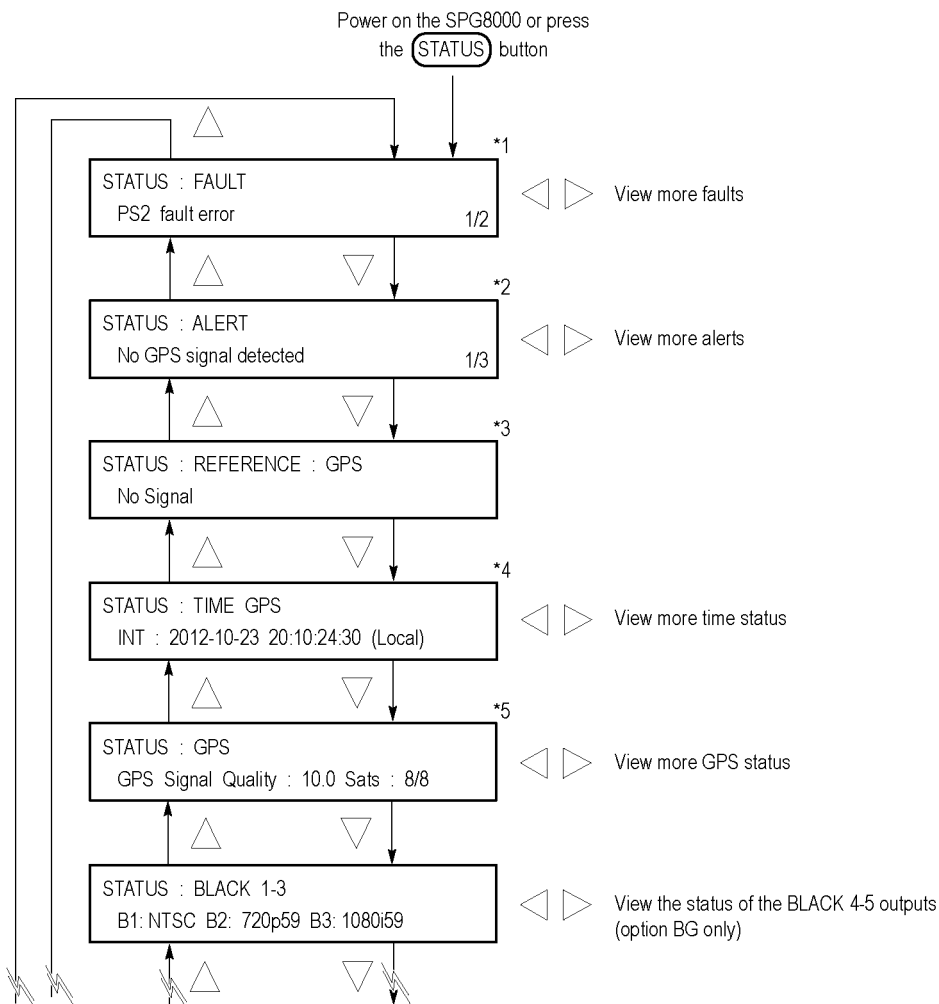 Power on the SPG8000 or press
the STATUS button
*1
STATUS : FAULT
PS2 fault error
1/2
View more faults
*2
STATUS : ALERT
No GPS signal detected
1/3
View more alerts
*3
STATUS : REFERENCE : GPS
No Signal
*4
STATUS : TIME GPS
INT : 2012-10-23 20:10:24:30 (Local)
View more time status
*5
STATUS : GPS
GPS Signal Quality : 10.0 Sats : 8/8
View more GPS status
STATUS : BLACK 1-3
B1: NTSC B2: 720p59 B3: 1080i59
View the status of the BLACK 4-5 outputs
(option BG only)